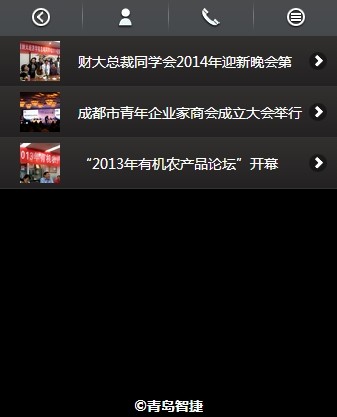 财大总裁同学会2014年迎新晚会第
成都市青年企业家商会成立大会举行
“2013年有机农产品论坛”开幕
©青岛智捷